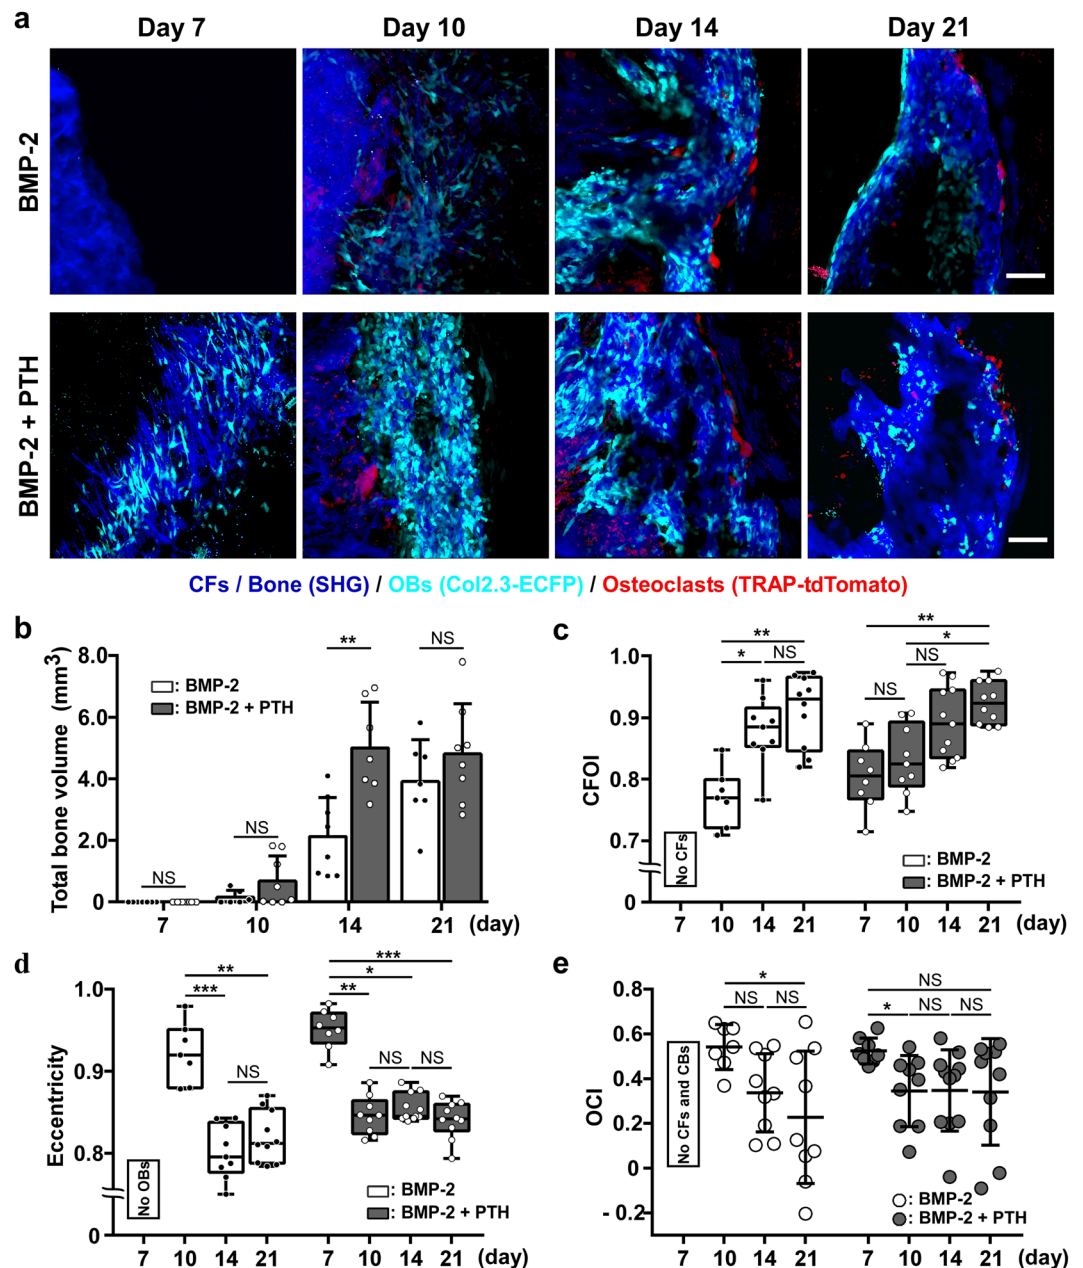 a
Day 7 Day 10 Day 14 Day 21
BMP-2
BMP-2 + PTH
CFs / Bone (SHG) / OBs (Col2.3-ECFP) / Osteoclasts (TRAP-tdTomato)
b
Total bone volume (mm3)
8.0
6.0
4.0
2.0
0
: BMP-2
: BMP-2 + PTH
NS
NS
**
NS
7 10 14 21 (day)
c
CFOI
1.0
0.9
0.8
0.7
0
No CFs
**
* NS
**
*
NS
NS
: BMP-2
: BMP-2 + PTH
7 10 14 21 7 10 14 21 (day)
d
Eccentricity
1.0
0.9
0.8
0
No OBs
**
***
NS
***
*
**
NS NS
: BMP-2
: BMP-2 + PTH
7 10 14 21 7 10 14 21 (day)
e
OCI
0.8
0.6
0.4
0.2
0
- 0.2
No CFs and CBs
*
NS NS
NS
* NS NS
: BMP-2
: BMP-2 + PTH
7 10 14 21 7 10 14 21 (day)